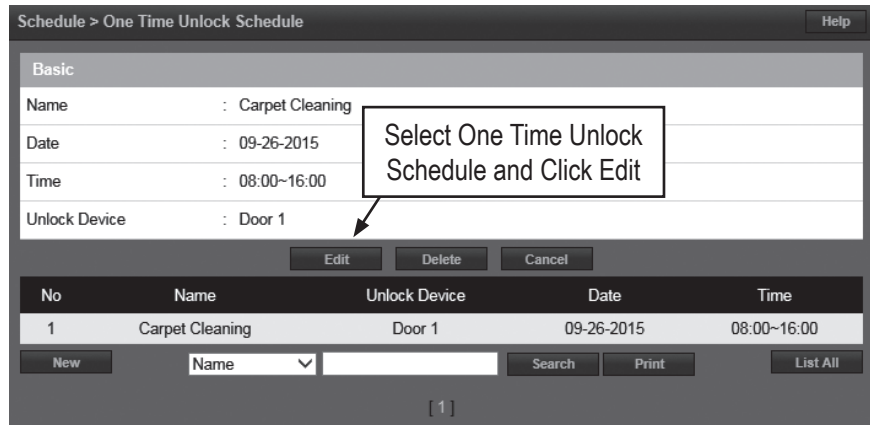 Schedule > One Time Unlock Schedule Help
Basic
Name : Carpet Cleaning
Date : 09-26-2015
Time : 08:00~16:00
Unlock Device : Door 1
Select One Time Unlock
Schedule and Click Edit
Edit Delete Cancel
No Name Unlock Device Date Time
1 Carpet Cleaning Door 1 09-26-2015 08:00~16:00
New Name Search Print List All
[ 1 ]